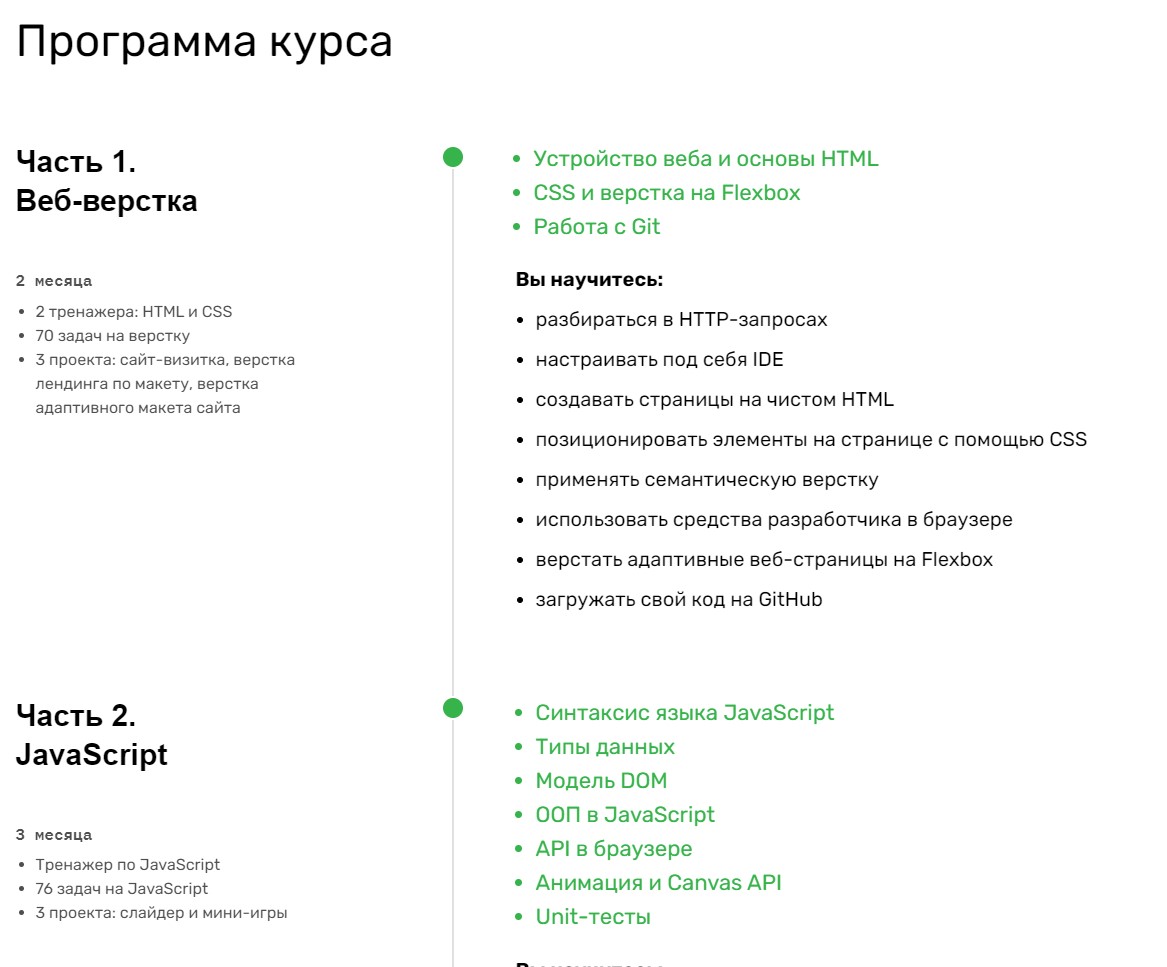 Программа курса
Часть 1.
Веб-верстка
2 месяца
2 тренажера: HTML и CSS
70 задач на верстку
3 проекта: сайт-визитка, верстка
лендинга по макету, верстка
адаптивного макета сайта
Устройство веба и основы HTML
CSS и верстка на Flexbox
Работа с Git
Вы научитесь:
разбираться в HTTP-запросах
настраивать под себя IDE
создавать страницы на чистом HTML
позиционировать элементы на странице с помощью CSS
применять семантическую верстку
использовать средства разработчика в браузере
верстать адаптивные веб-страницы на Flexbox
загружать свой код на GitHub
Часть 2.
JavaScript
3 месяца
Тренажер по JavaScript
76 задач на JavaScript
3 проекта: слайдер и мини-игры
Синтаксис языка JavaScript
Типы данных
Модель DOM
ООП в JavaScript
API в браузере
Анимация и Canvas API
Unit-тесты